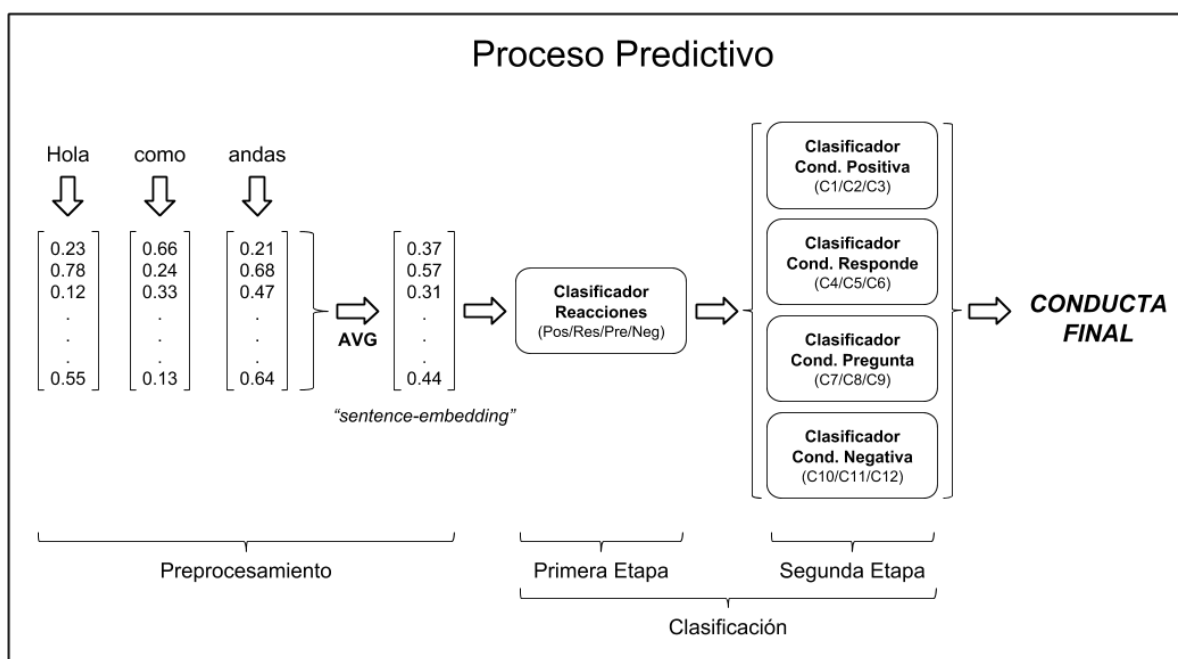 Proceso Predictivo
Hola como andas
0.23 0.66 0.21 0.37
0.78 0.24 0.68 0.57
0.12 0.33 0.47 0.31
. . . .
. . . .
. . . .
0.55 0.13 0.64 0.44
AVG
“sentence-embedding”
Clasificador
Reacciones
(Pos/Res/Pre/Neg)
Clasificador
Cond. Positiva
(C1/C2/C3)
Clasificador
Cond. Responde
(C4/C5/C6)
Clasificador
Cond. Pregunta
(C7/C8/C9)
Clasificador
Cond. Negativa
(C10/C11/C12)
CONDUCTA
FINAL
Preprocesamiento
Primera Etapa
Segunda Etapa
Clasificación